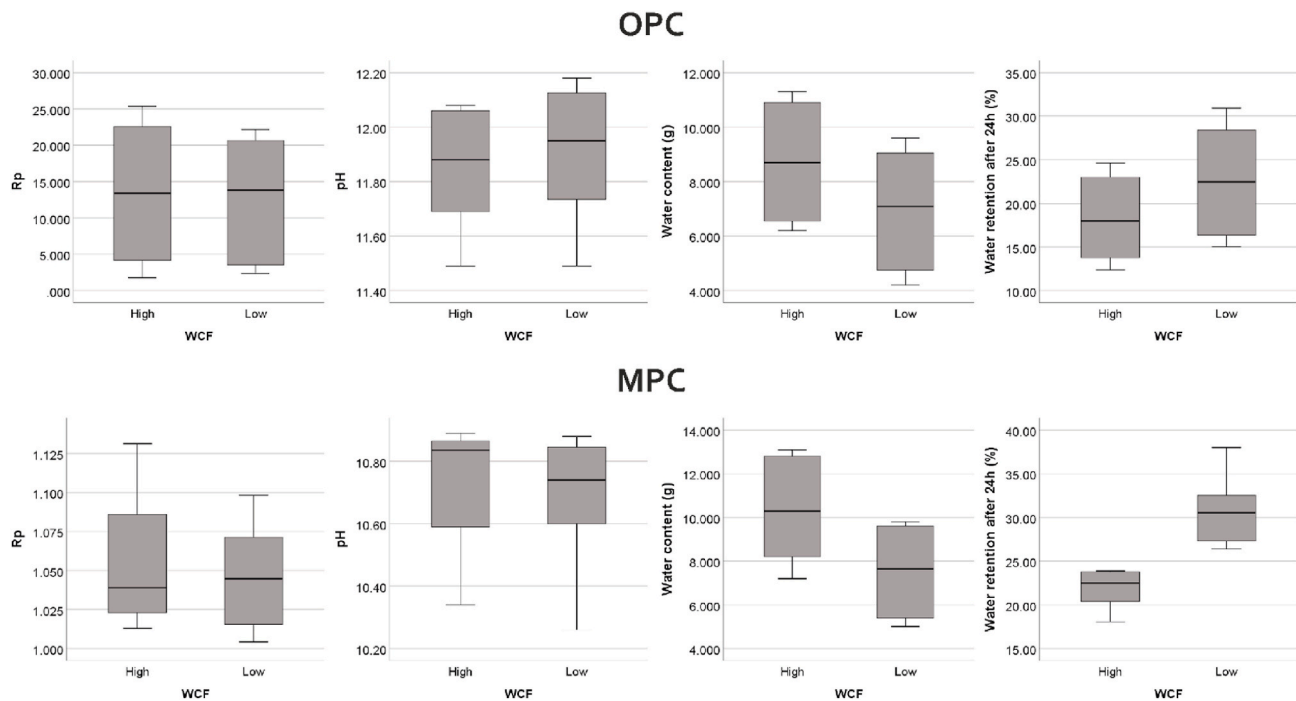 OPC
Rp
30.000
25.000
20.000
15.000
10.000
5.000
.000
High
Low
WCF
pH
12.20
12.00
11.80
11.60
11.40
High
Low
WCF
Water content (g)
12.000
10.000
8.000
6.000
4.000
High
Low
WCF
Water retention after 24h (%)
35.00
30.00
25.00
20.00
15.00
10.00
High
Low
WCF
MPC
Rp
1.125
1.100
1.075
1.050
1.025
1.000
High
Low
WCF
pH
10.80
10.60
10.40
10.20
High
Low
WCF
Water content (g)
14.000
12.000
10.000
8.000
6.000
4.000
High
Low
WCF
Water retention after 24h (%)
40.00
35.00
30.00
25.00
20.00
15.00
High
Low
WCF